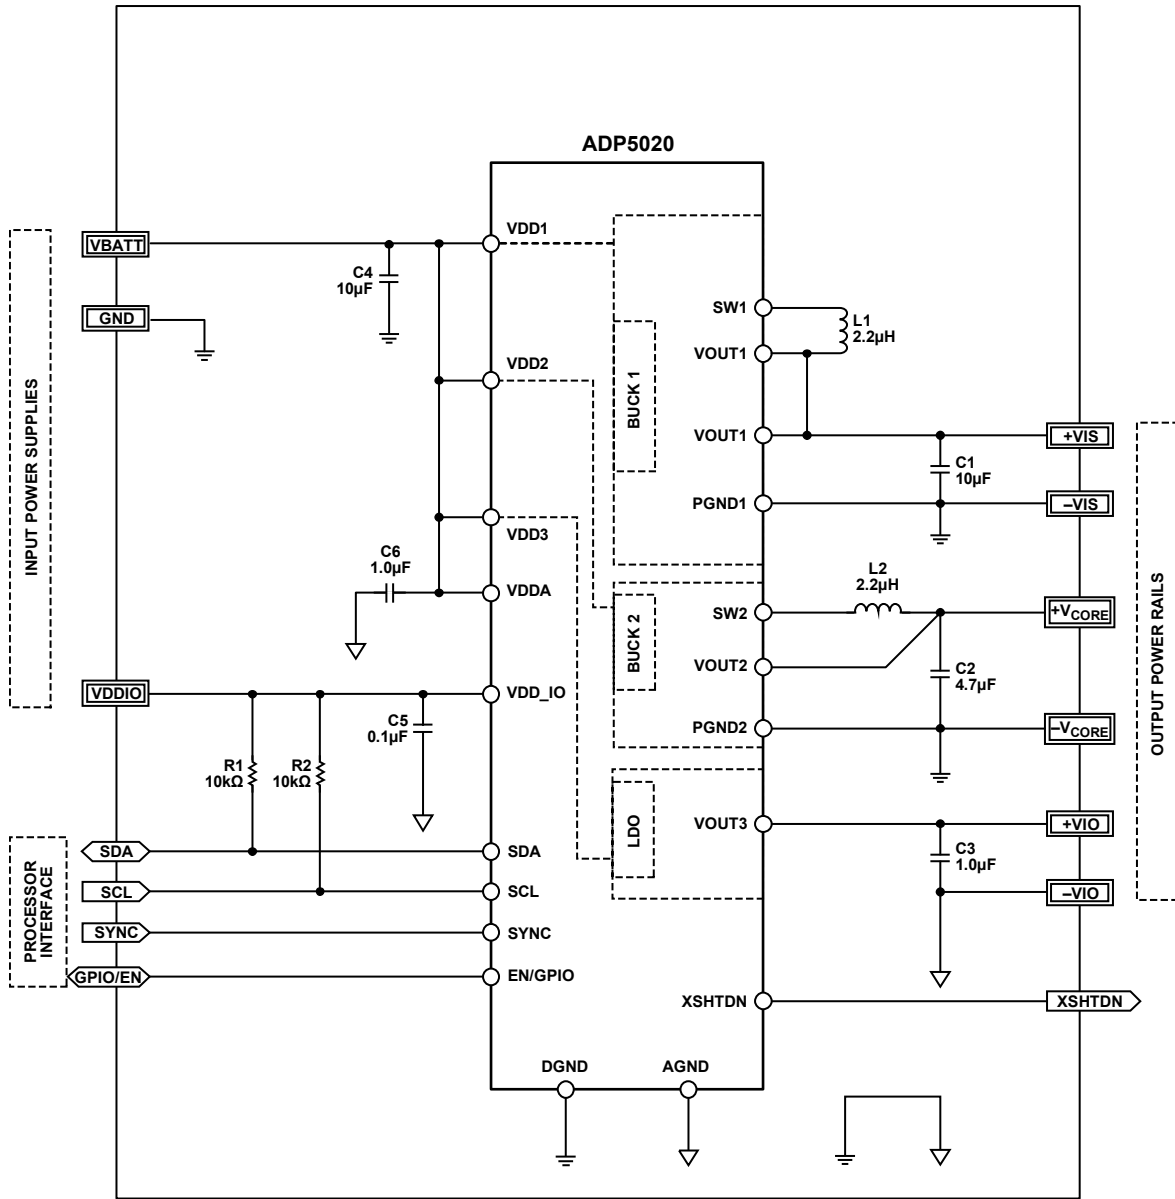 ADP5020
INPUT POWER SUPPLIES
VBATT
GND
VDDIO
PROCESSOR
INTERFACE
SDA
SCL
SYNC
GPIO/EN
C4
10µF
C6
1.0µF
C5
0.1µF
R1
10kΩ
R2
10kΩ
VDD1
VDD2
VDD3
VDDA
VDD_IO
SDA
SCL
SYNC
EN/GPIO
DGND
AGND
BUCK 1
BUCK 2
LDO
SW1
VOUT1
VOUT1
PGND1
SW2
VOUT2
PGND2
VOUT3
XSHTDN
L1
2.2µH
C1
10µF
L2
2.2µH
C2
4.7µF
C3
1.0µF
+VIS
–VIS
+VCORE
–VCORE
+VIO
–VIO
XSHTDN
OUTPUT POWER RAILS